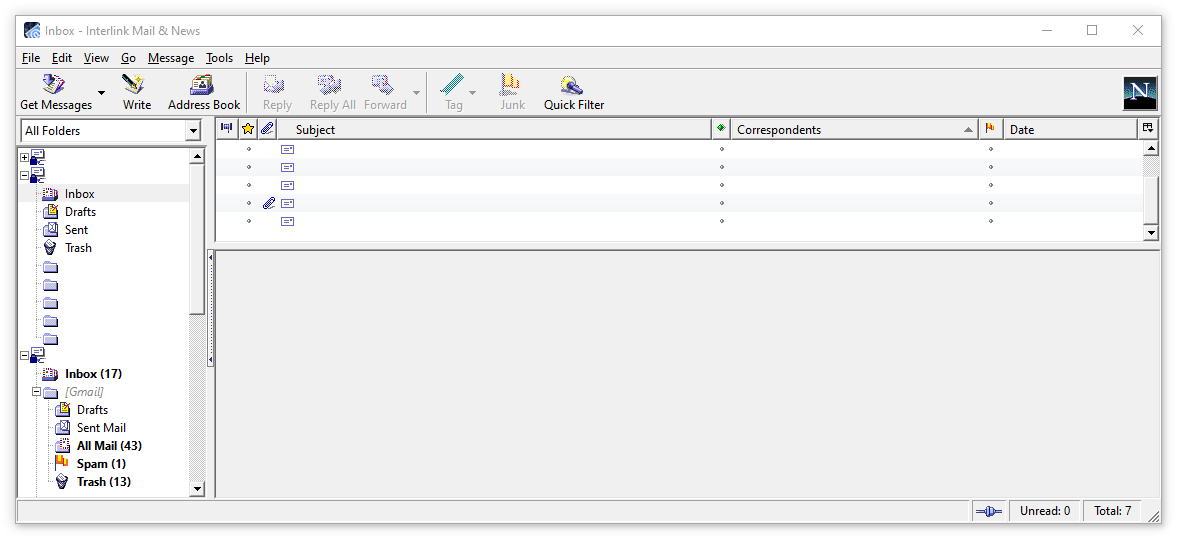 Inbox - Interlink Mail & News
File Edit View Go Message Tools Help
Get Messages Write Address Book Reply Reply All Forward Tag Junk Quick Filter N
All Folders Subject Correspondents Date
Inbox
Drafts
Sent
Trash
Inbox (17)
[Gmail]
Drafts
Sent Mail
All Mail (43)
Spam (1)
Trash (13)
Unread: 0 Total: 7